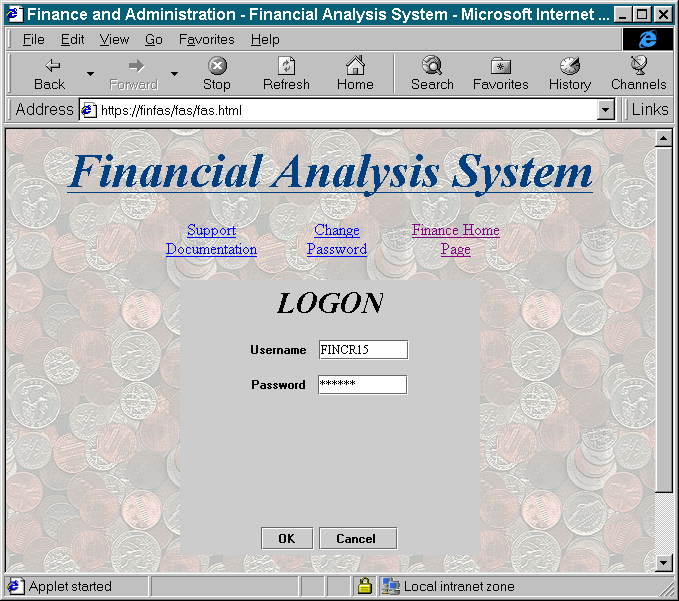 Finance and Administration - Financial Analysis System - Microsoft Internet ...
File Edit View Go Favorites Help
Back Forward Stop Refresh Home Search Favorites History Channels
Address https://finfas/fas/fas.html Links
Financial Analysis System
Support Documentation
Change Password
Finance Home Page
LOGON
Username FINCR15
Password ******
OK Cancel
Applet started Local intranet zone